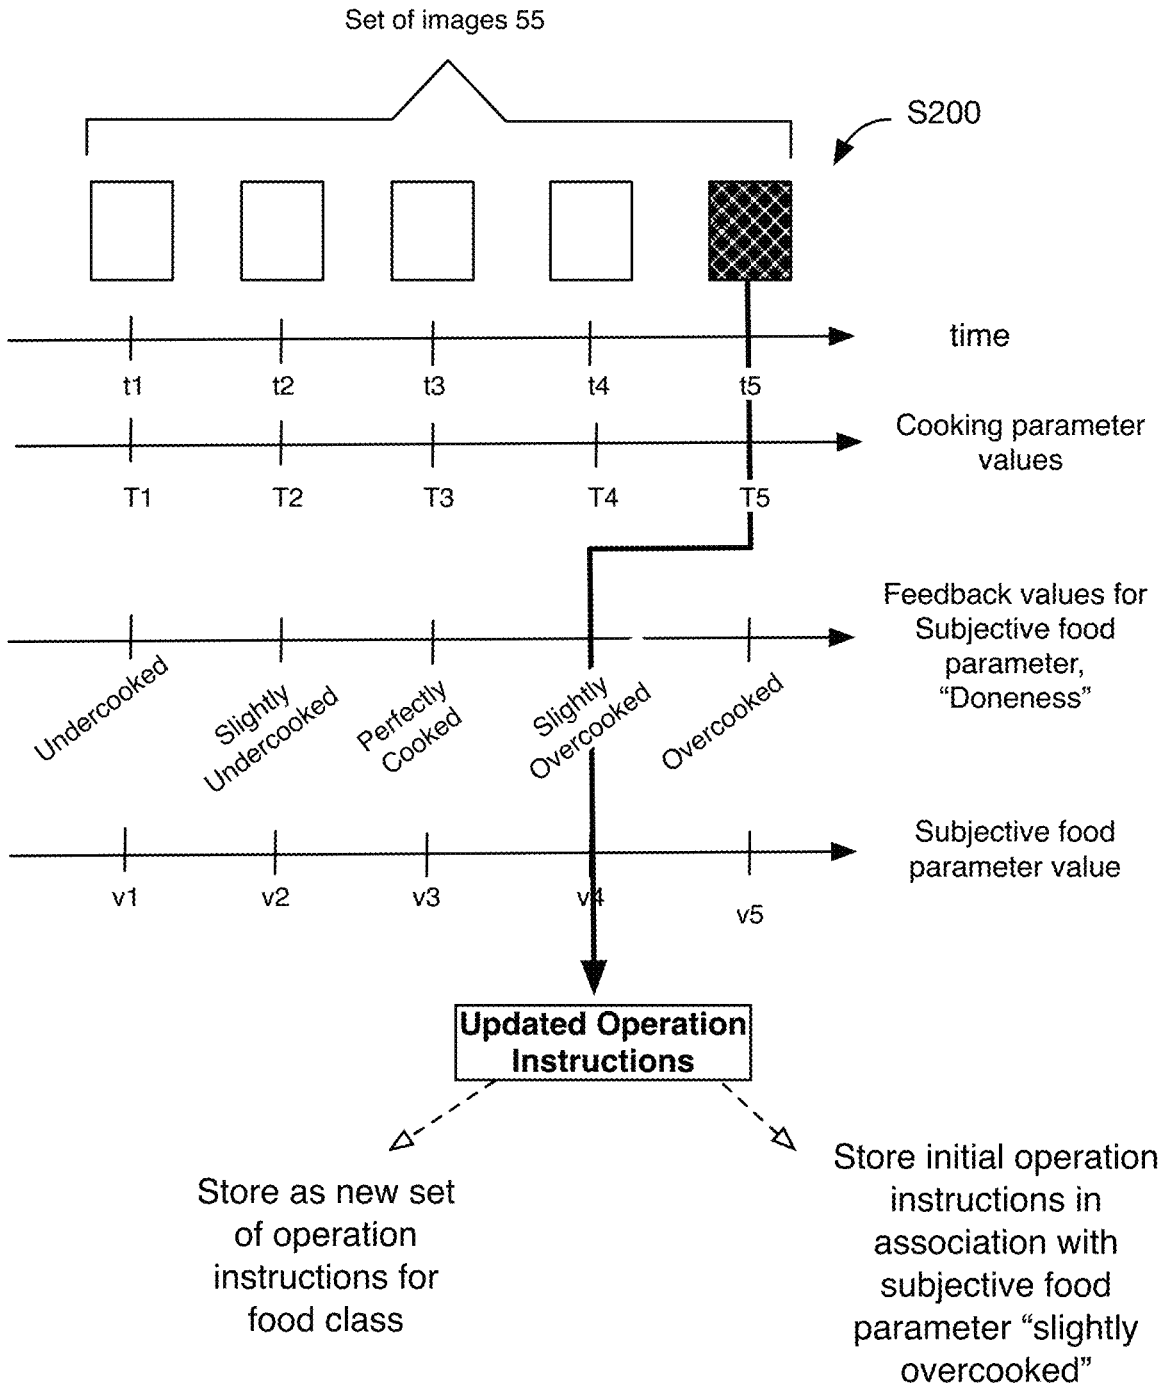 Set of images 55
S200
time
t1 t2 t3 t4 t5
Cooking parameter
values
T1 T2 T3 T4 T5
Feedback values for
Subjective food
parameter,
“Doneness”
Undercooked
Slightly
Undercooked
Perfectly
Cooked
Slightly
Overcooked
Overcooked
Subjective food
parameter value
v1 v2 v3 v4 v5
Updated Operation
Instructions
Store as new set
of operation
instructions for
food class
Store initial operation
instructions in
association with
subjective food
parameter “slightly
overcooked”